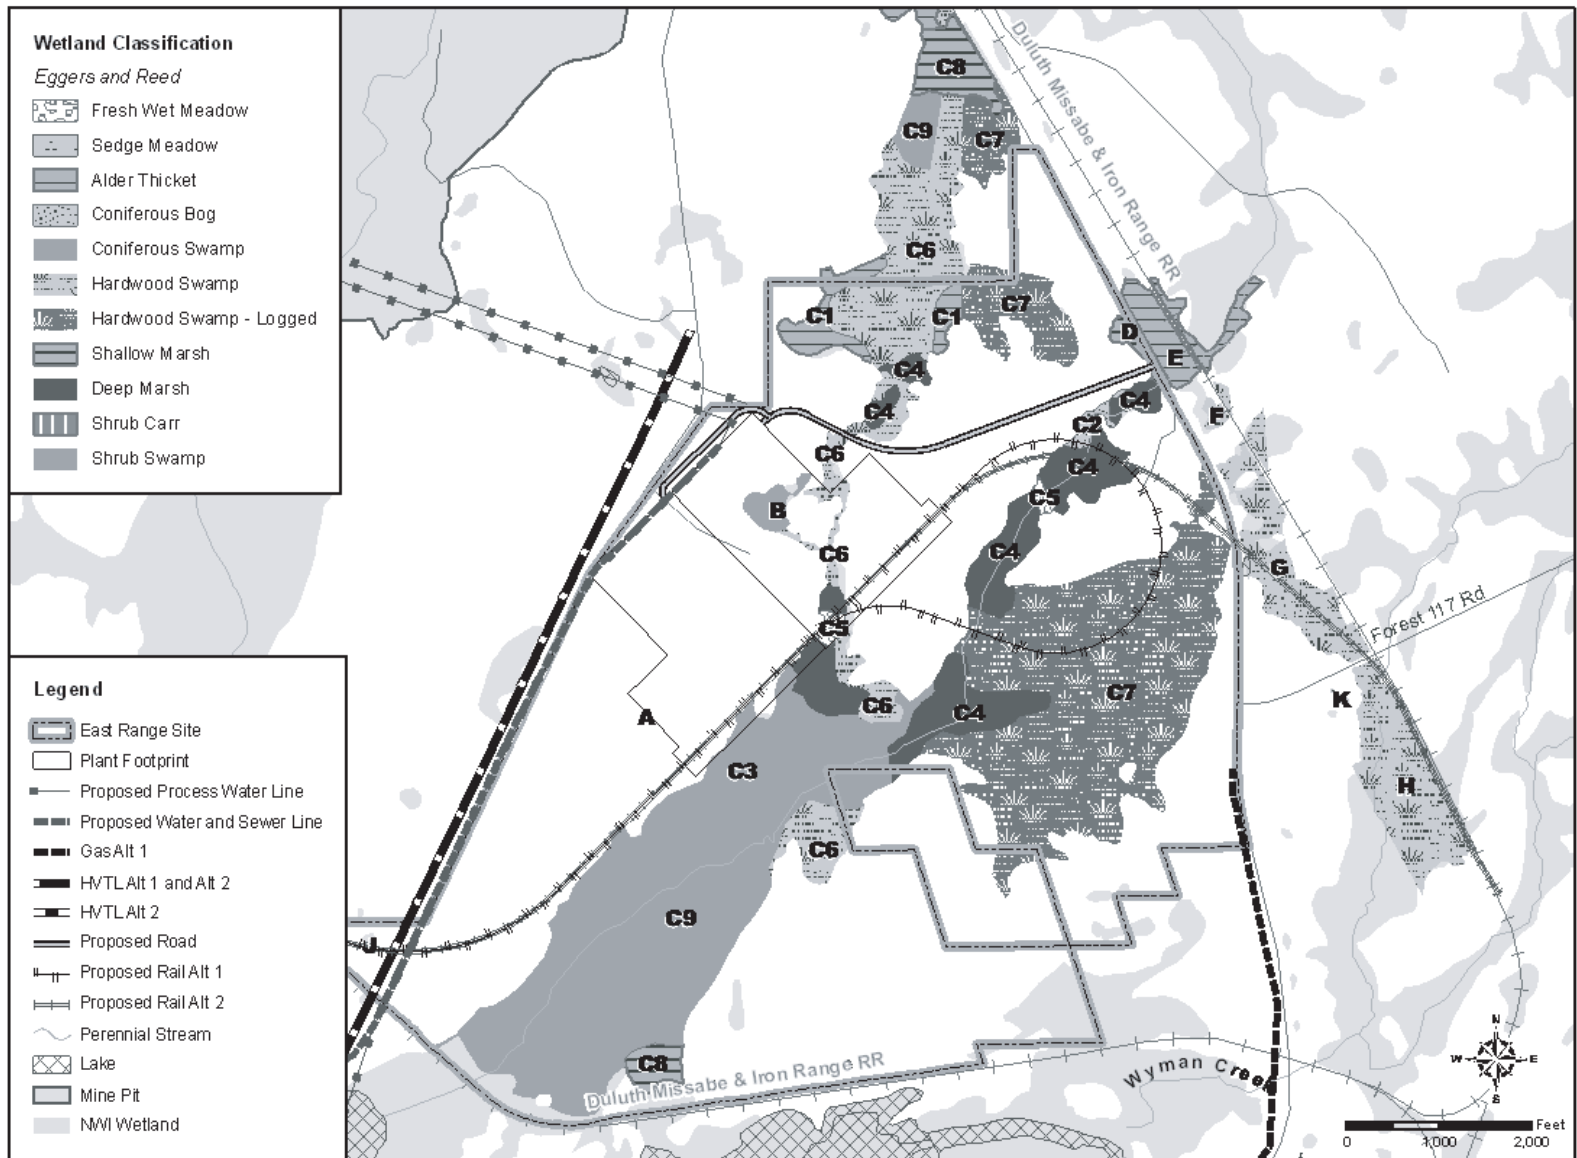 Wetland Classification
Eggers and Reed
Fresh Wet Meadow
Sedge Meadow
Alder Thicket
Coniferous Bog
Coniferous Swamp
Hardwood Swamp
Hardwood Swamp - Logged
Shallow Marsh
Deep Marsh
Shrub Carr
Shrub Swamp
Legend
East Range Site
Plant Footprint
Proposed Process Water Line
Proposed Water and Sewer Line
Gas Alt 1
HVTL Alt 1 and Alt 2
HVTL Alt 2
Proposed Road
Proposed Rail Alt 1
Proposed Rail Alt 2
Perennial Stream
Lake
Mine Pit
NWI Wetland
Duluth Missabe & Iron Range RR
C8
C9
C7
C6
C7
C1
C1
D
E
C4
C4
C4
F
C2
C6
C4
C5
B
C4
C6
G
C5
Forest 117 Rd
C7
K
C6
C4
A
C3
H
C6
C9
J
C8
Duluth Missabe & Iron Range RR
Wyman Creek
N
W E
S
Feet
0 1,000 2,000